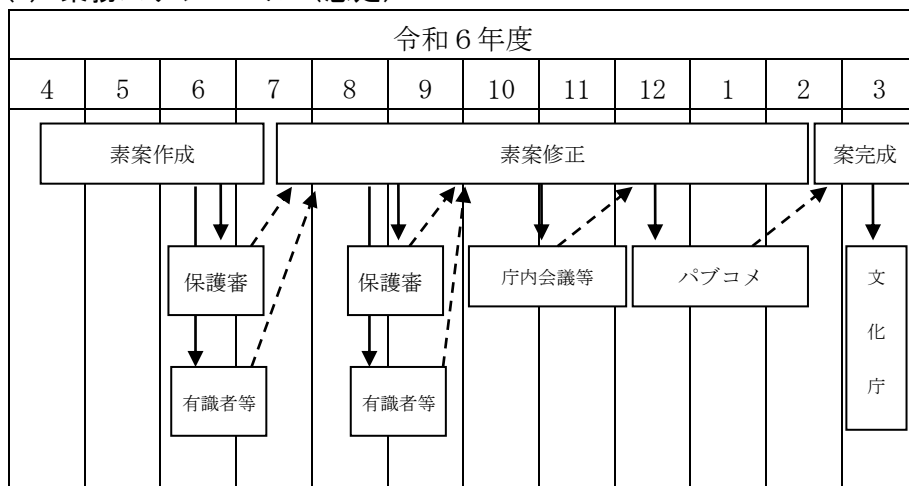 令和６年度
4 5 6 7 8 9 10 11 12 1 2 3
素案作成 素案修正 案完成
保護審 保護審 庁内会議等 パブコメ 文化庁
有識者等 有識者等